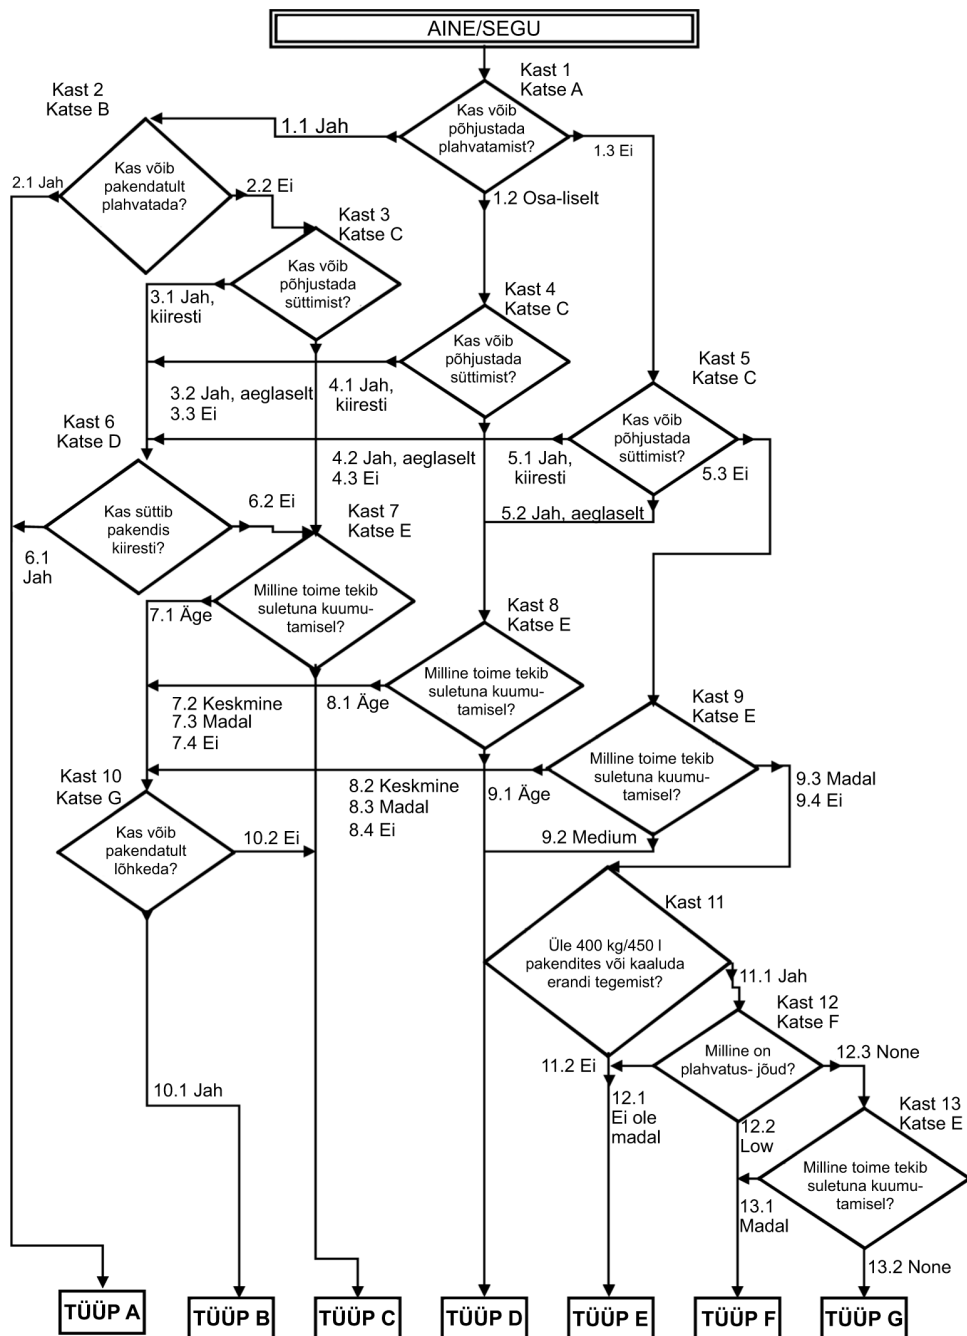 AINE/SEGU
Kast 1
Katse A
Kas võib
põhjustada
plahvatamist?
1.1 Jah
1.2 Osa-liselt
1.3 Ei
Kast 2
Katse B
Kas võib
pakendatult
plahvatada?
2.1 Jah
2.2 Ei
Kast 3
Katse C
Kas võib
põhjustada
süttimist?
3.1 Jah,
kiiresti
3.2 Jah, aeglaselt
3.3 Ei
Kast 4
Katse C
Kas võib
põhjustada
süttimist?
4.1 Jah,
kiiresti
4.2 Jah, aeglaselt
4.3 Ei
Kast 5
Katse C
Kas võib
põhjustada
süttimist?
5.1 Jah,
kiiresti
5.2 Jah, aeglaselt
5.3 Ei
Kast 6
Katse D
Kas süttib
pakendis
kiiresti?
6.1
Jah
6.2 Ei
Kast 7
Katse E
Milline toime tekib
suletuna kuumu-
tamisel?
7.1 Äge
7.2 Keskmine
7.3 Madal
7.4 Ei
Kast 8
Katse E
Milline toime tekib
suletuna kuumu-
tamisel?
8.1 Äge
8.2 Keskmine
8.3 Madal
8.4 Ei
Kast 9
Katse E
Milline toime tekib
suletuna kuumu-
tamisel?
9.1 Äge
9.2 Medium
9.3 Madal
9.4 Ei
Kast 10
Katse G
Kas võib
pakendatult
lõhkeda?
10.2 Ei
10.1 Jah
Kast 11
Üle 400 kg/450 l
pakendites või kaaluda
erandi tegemist?
11.1 Jah
11.2 Ei
Kast 12
Katse F
Milline on
plahvatus- jõud?
12.1
Ei ole
madal
12.2
Low
12.3 None
Kast 13
Katse E
Milline toime tekib
suletuna kuumu-
tamisel?
13.1
Madal
13.2 None
TÜÜP A
TÜÜP B
TÜÜP C
TÜÜP D
TÜÜP E
TÜÜP F
TÜÜP G